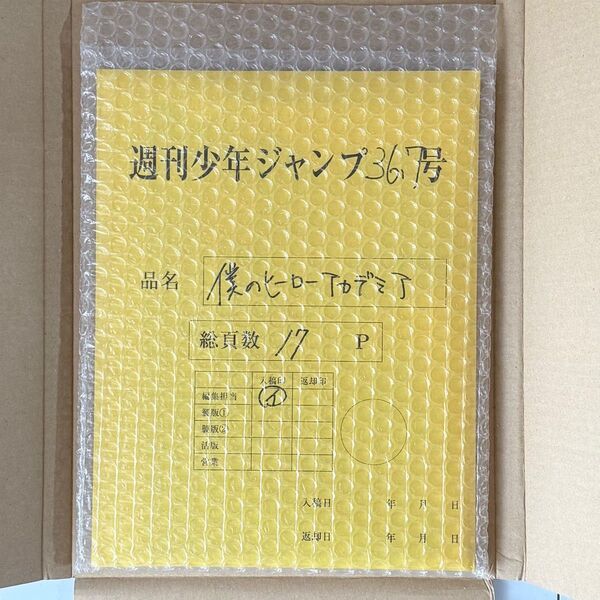 週刊少年ジャンプ36,7号
品名 僕のヒーローアカデミア
総頁数 17 P
入稿印 返却印
編集担当 イ
製版①
製版②
活版
営業
入稿日 年 月 日
返却日 年 月 日